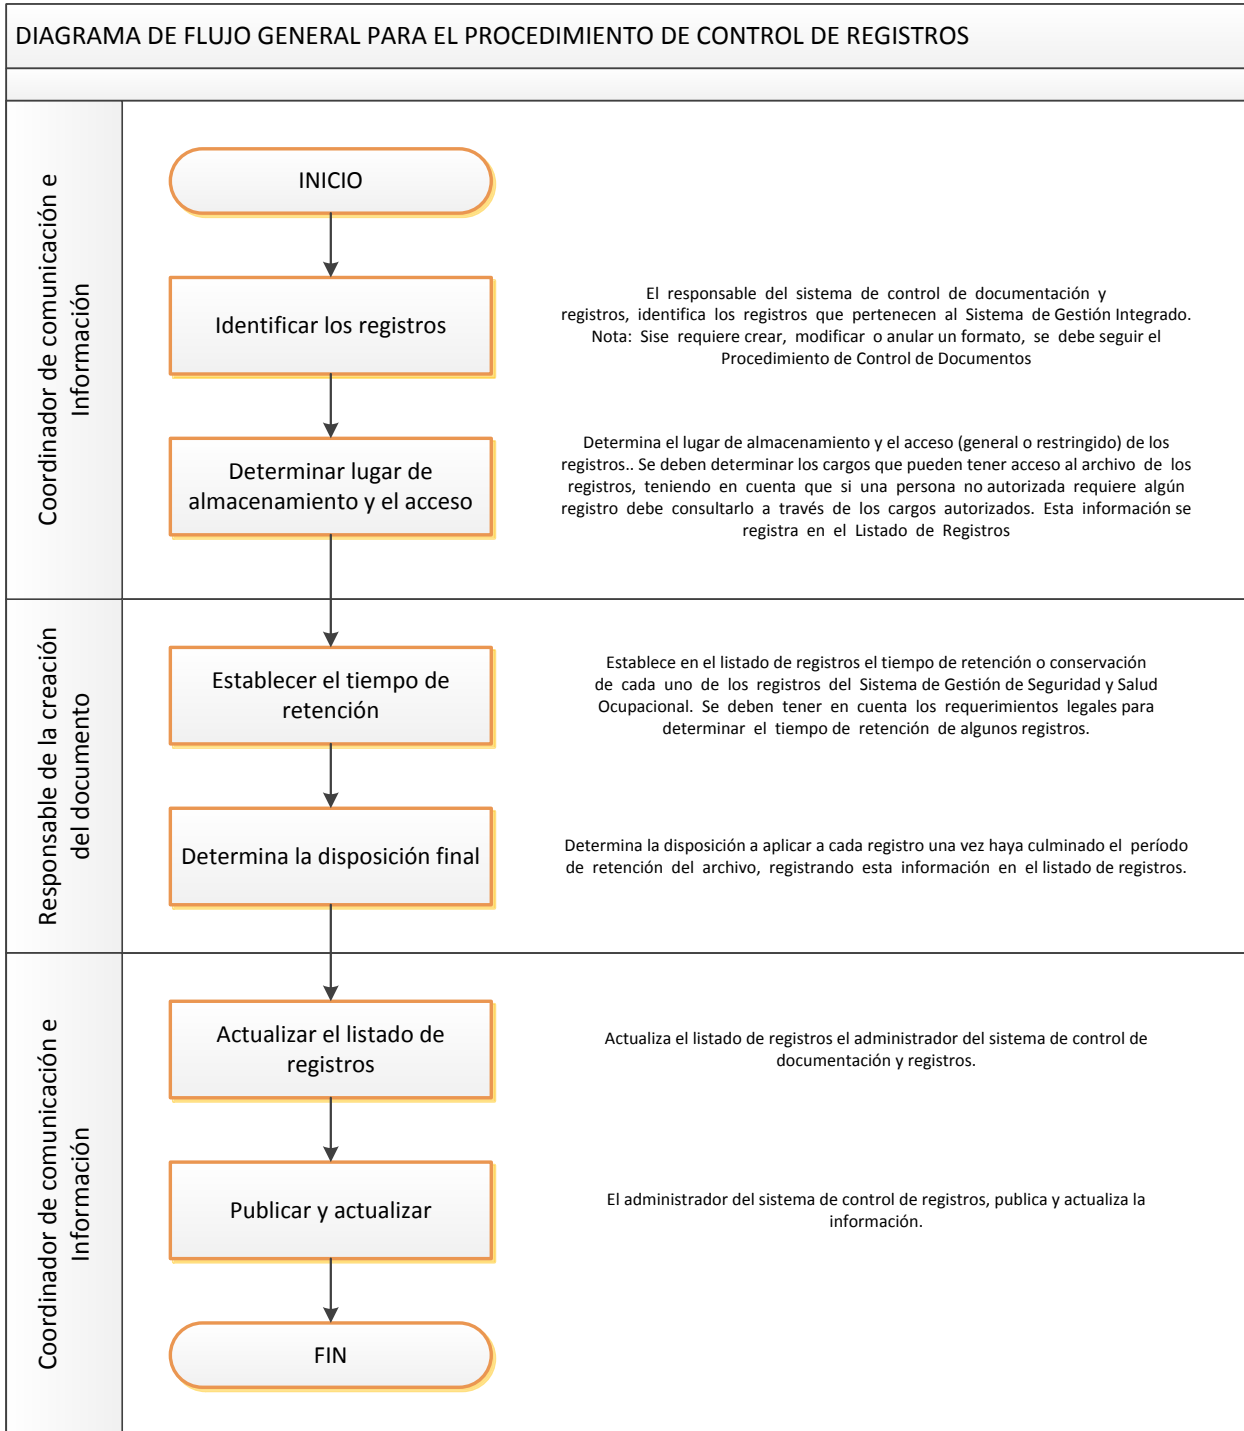 DIAGRAMA DE FLUJO GENERAL PARA EL PROCEDIMIENTO DE CONTROL DE REGISTROS
Coordinador de comunicación e
Información
INICIO
Identificar los registros
El responsable del sistema de control de documentación y
registros, identifica los registros que pertenecen al Sistema de Gestión Integrado.
Nota: Sise requiere crear, modificar o anular un formato, se debe seguir el
Procedimiento de Control de Documentos
Determinar lugar de
almacenamiento y el acceso
Determina el lugar de almacenamiento y el acceso (general o restringido) de los
registros.. Se deben determinar los cargos que pueden tener acceso al archivo de los
registros, teniendo en cuenta que si una persona no autorizada requiere algún
registro debe consultarlo a través de los cargos autorizados. Esta información se
registra en el Listado de Registros
Responsable de la creación
del documento
Establecer el tiempo de
retención
Establece en el listado de registros el tiempo de retención o conservación
de cada uno de los registros del Sistema de Gestión de Seguridad y Salud
Ocupacional. Se deben tener en cuenta los requerimientos legales para
determinar el tiempo de retención de algunos registros.
Determina la disposición final
Determina la disposición a aplicar a cada registro una vez haya culminado el período
de retención del archivo, registrando esta información en el listado de registros.
Coordinador de comunicación e
Información
Actualizar el listado de
registros
Actualiza el listado de registros el administrador del sistema de control de
documentación y registros.
Publicar y actualizar
El administrador del sistema de control de registros, publica y actualiza la
información.
FIN